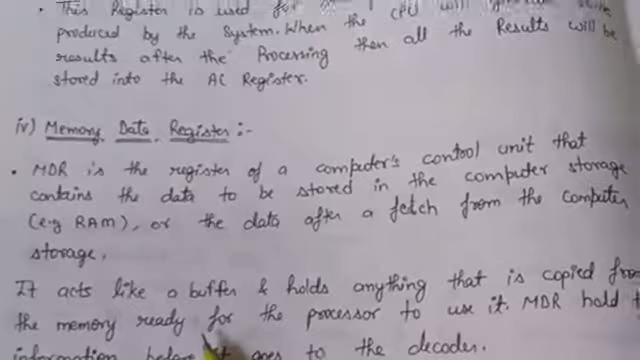 • This Register is used for
produced by the System. When the CPU will
results after the Processing then all the Results will be
stored into the AC Register.
iv) Memory Data Register :-
• MDR is the register of a computer's control unit that
contains the data to be stored in the computer storage
(e.g RAM), or the data after a fetch from the computer
storage.
It acts like a buffer & holds anything that is copied from
the memory ready for the processor to use it. MDR hold
information before it goes to the decoder.